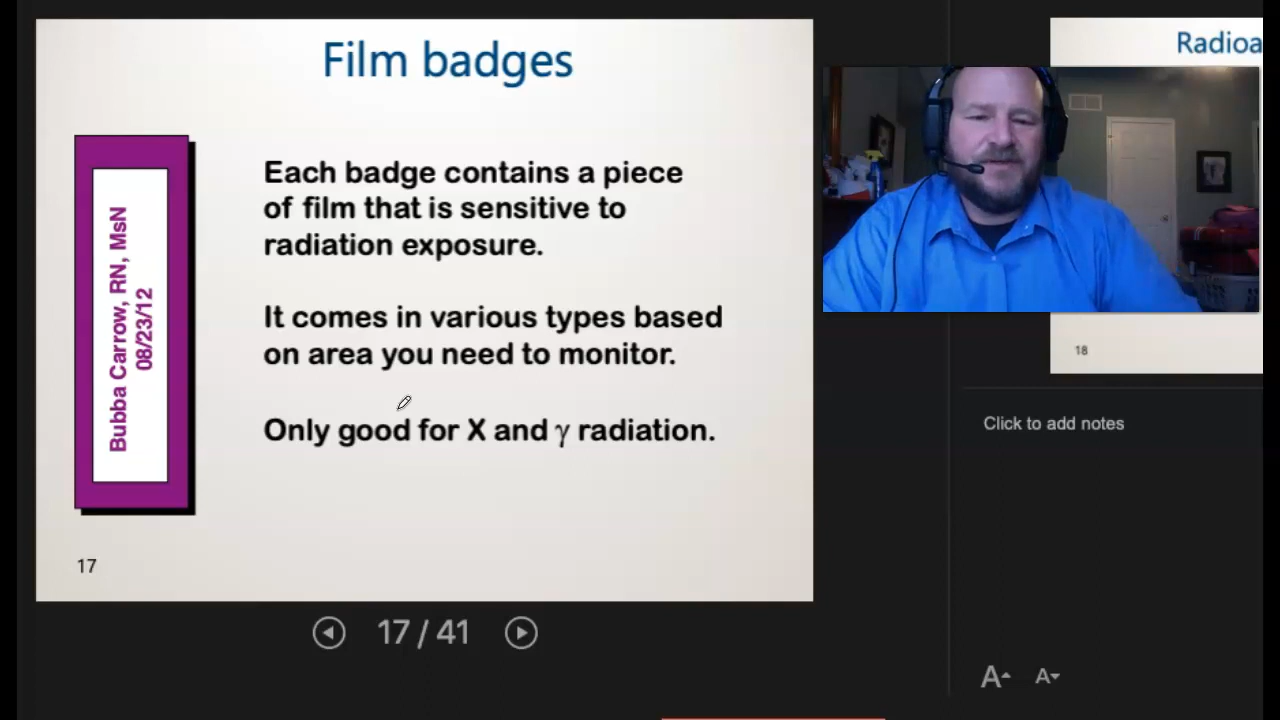 Film badges
Bubba Carrow, RN, MsN
08/23/12
Each badge contains a piece
of film that is sensitive to
radiation exposure.
It comes in various types based
on area you need to monitor.
Only good for X and γ radiation.
17
17 / 41
Radioa
18
Click to add notes
A A